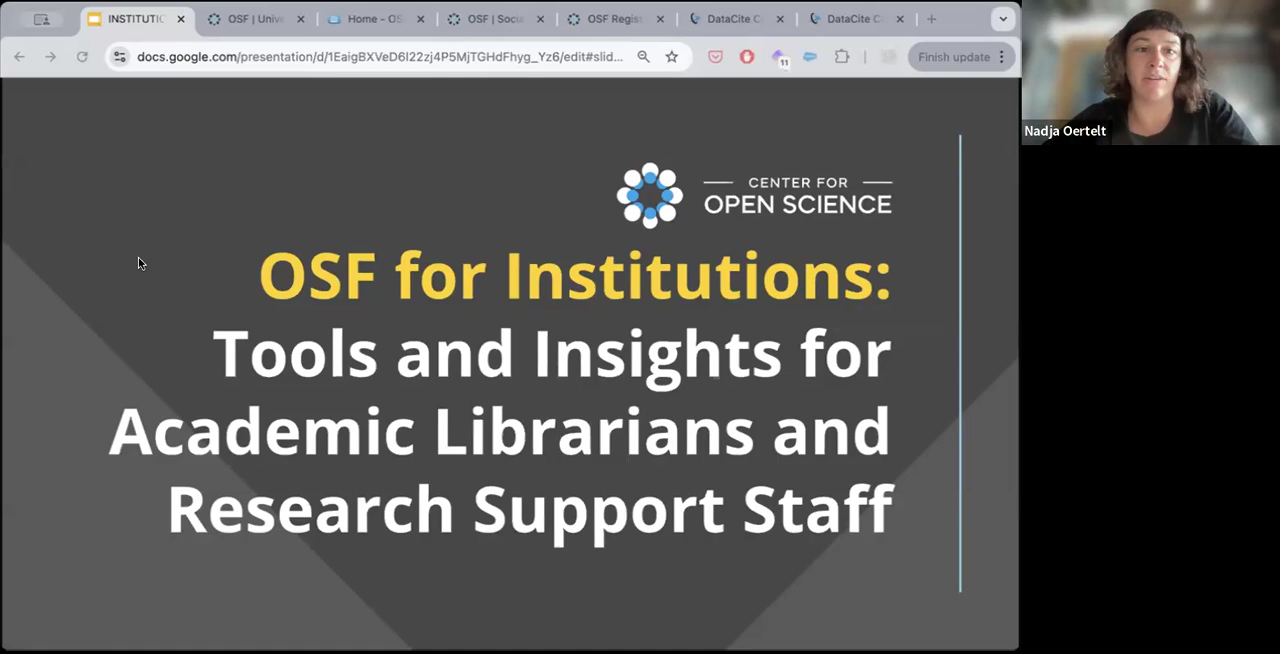 INSTITUTIC
OSF | Unive
Home - OS
OSF | Socia
OSF Regist
DataCite C
DataCite C
docs.google.com/presentation/d/1EaigBXVeD6I22zj4P5MjTGHdFhyg_Yz6/edit#slid...
11
Finish update
Nadja Oertelt
CENTER FOR
OPEN SCIENCE
OSF for Institutions:
Tools and Insights for
Academic Librarians and
Research Support Staff